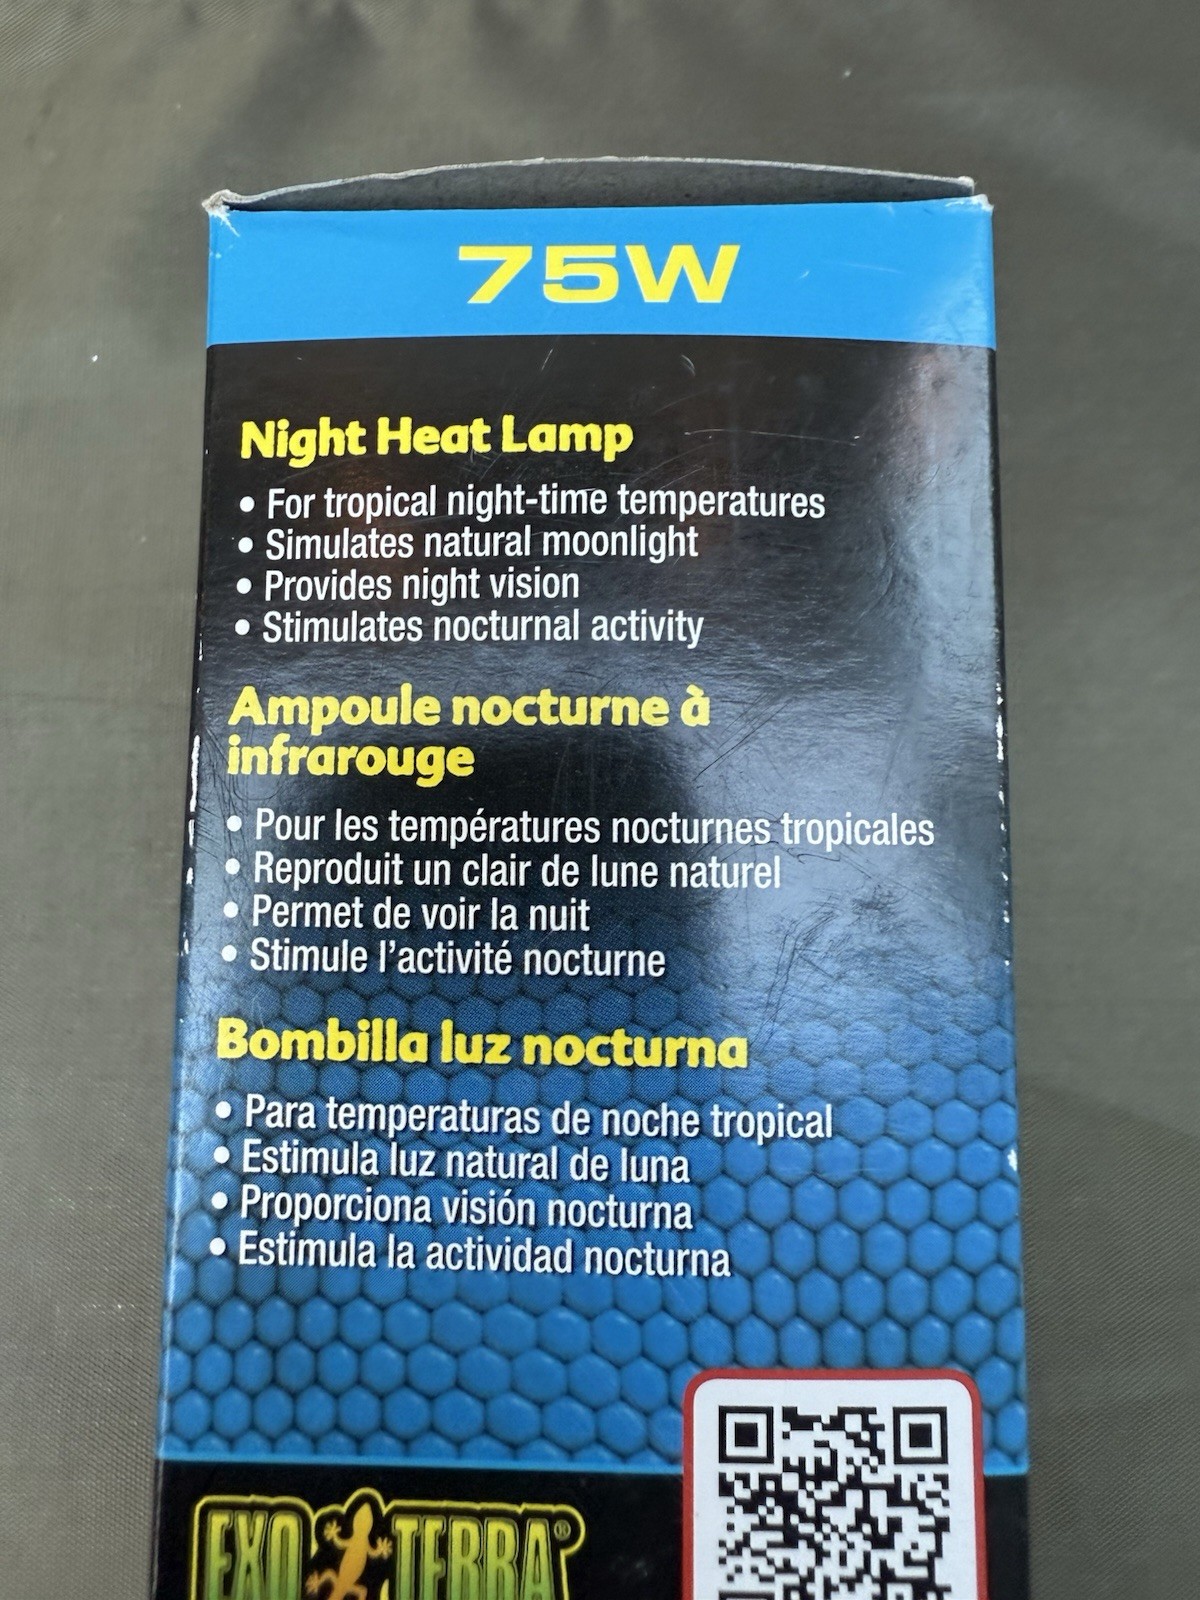 75W
Night Heat Lamp
• For tropical night-time temperatures
• Simulates natural moonlight
• Provides night vision
• Stimulates nocturnal activity
Ampoule nocturne à
infrarouge
• Pour les températures nocturnes tropicales
• Reproduit un clair de lune naturel
• Permet de voir la nuit
• Stimule l’activité nocturne
Bombilla luz nocturna
• Para temperaturas de noche tropical
• Estimula luz natural de luna
• Proporciona visión nocturna
• Estimula la actividad nocturna
EXO TERRA®